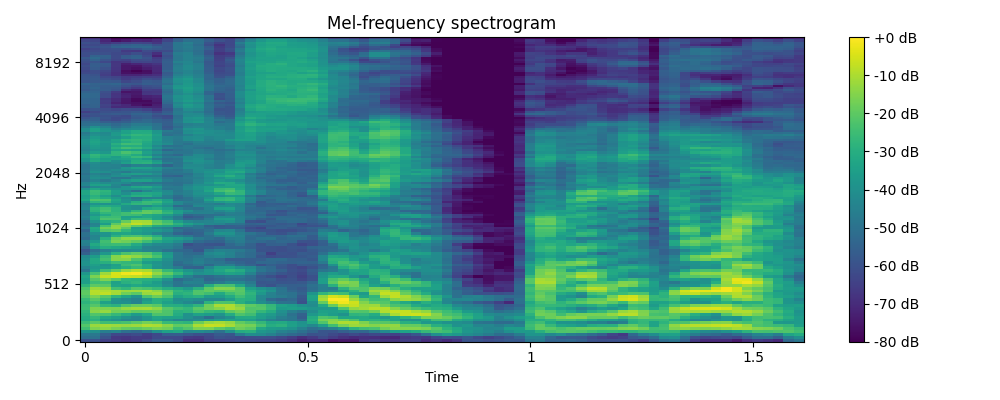 Mel-frequency spectrogram
Hz
8192
4096
2048
1024
512
0
0 0.5 1 1.5
Time
+0 dB
-10 dB
-20 dB
-30 dB
-40 dB
-50 dB
-60 dB
-70 dB
-80 dB